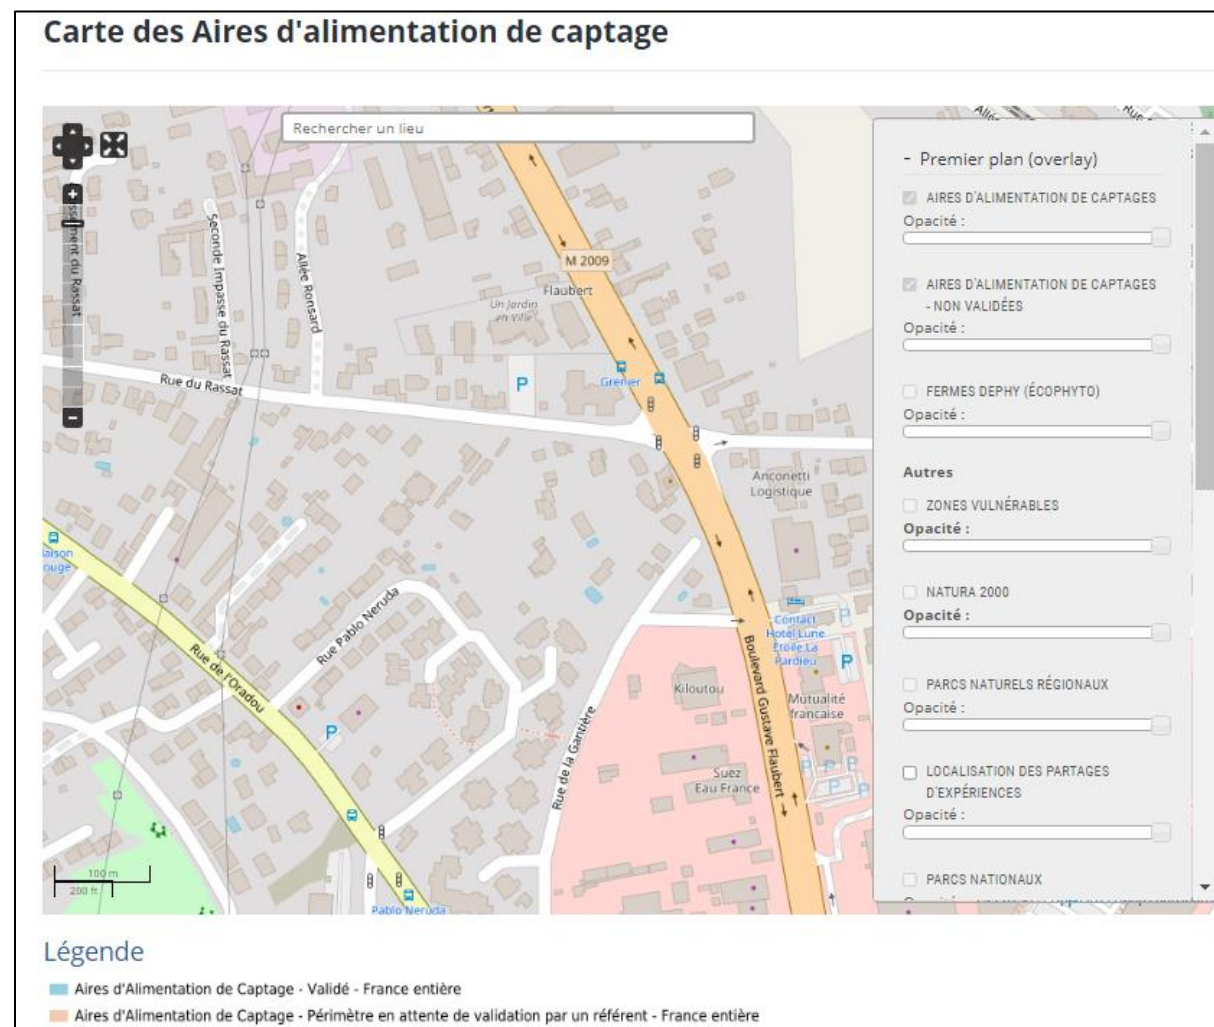 Carte des Aires d'alimentation de captage
Rechercher un lieu
- Premier plan (overlay)
AIRES D'ALIMENTATION DE CAPTAGES
Opacité :
AIRES D'ALIMENTATION DE CAPTAGES
- NON VALIDÉES
Opacité :
FERMES DEPHY (ÉCOPHYTO)
Opacité :
Autres
ZONES VULNÉRABLES
Opacité :
NATURA 2000
Opacité :
PARCS NATURELS RÉGIONAUX
Opacité :
LOCALISATION DES PARTAGES
D'EXPÉRIENCES
Opacité :
PARCS NATIONAUX
Seconde Impasse du Rassat
Allée Ronsard
M 2009
Flaubert
Un Jardin
en Ville
Rue du Rassat
P
Grenier
Anconetti
Logistique
Rue Pablo Neruda
Rue de l'Oradou
P
Contact
Hotel Lune
Etoile La
Pardieu
P
P
Kiloutou
Mutualité
francaise
Boulevard Gustave Flaubert
Rue de la Gantière
Suez
Eau France
P
P
P
P
100 m
200 ft
Pablo Neruda
Légende
Aires d'Alimentation de Captage - Validé - France entière
Aires d'Alimentation de Captage - Périmètre en attente de validation par un référent - France entière